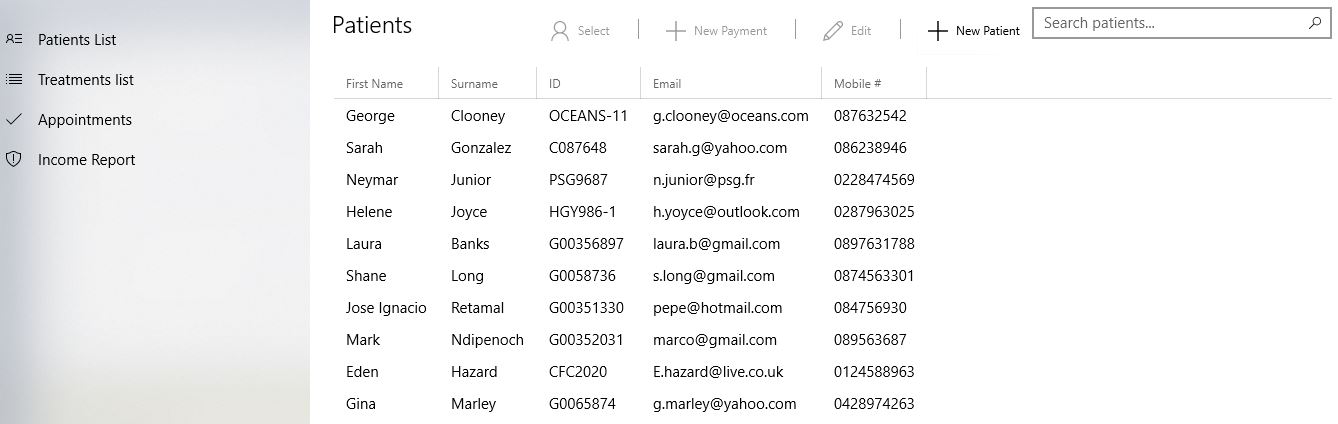 Patients List
Treatments list
Appointments
Income Report
Patients
Select New Payment Edit New Patient Search patients...
First Name Surname ID Email Mobile #
George Clooney OCEANS-11 g.clooney@oceans.com 087632542
Sarah Gonzalez C087648 sarah.g@yahoo.com 086238946
Neymar Junior PSG9687 n.junior@psg.fr 0228474569
Helene Joyce HGY986-1 h.yoyce@outlook.com 0287963025
Laura Banks G00356897 laura.b@gmail.com 0897631788
Shane Long G0058736 s.long@gmail.com 0874563301
Jose Ignacio Retamal G00351330 pepe@hotmail.com 084756930
Mark Ndipenoch G00352031 marco@gmail.com 089563687
Eden Hazard CFC2020 E.hazard@live.co.uk 0124588963
Gina Marley G0065874 g.marley@yahoo.com 0428974263